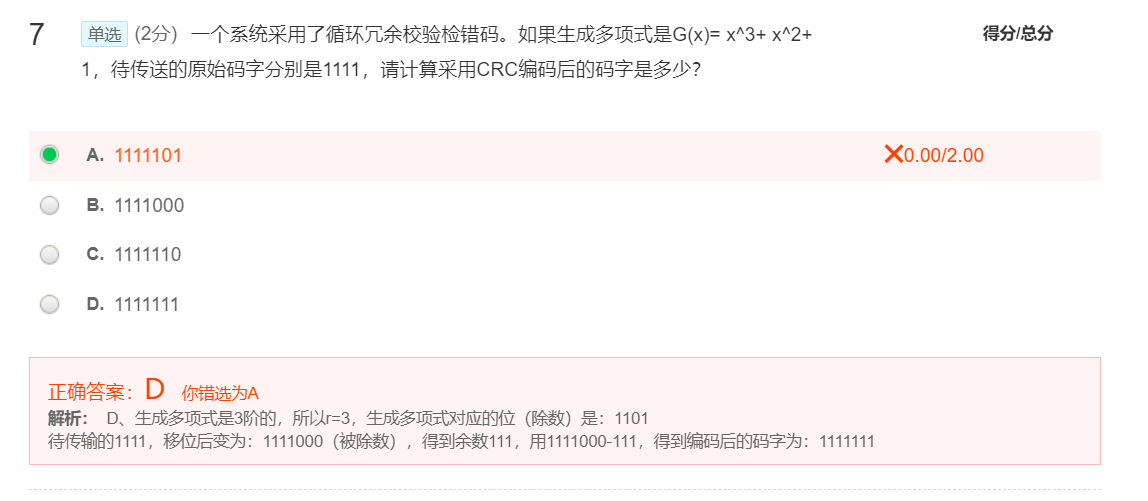 7 单选 (2分) 一个系统采用了循环冗余校验检错码。如果生成多项式是G(x)= x^3+ x^2+ 得分/总分
1，待传送的原始码字分别是1111，请计算采用CRC编码后的码字是多少？
A. 1111101 ✕0.00/2.00
B. 1111000
C. 1111110
D. 1111111
正确答案：D 你错选为A
解析： D、生成多项式是3阶的，所以r=3，生成多项式对应的位（除数）是：1101
待传输的1111，移位后变为：1111000（被除数），得到余数111，用1111000-111，得到编码后的码字为：1111111